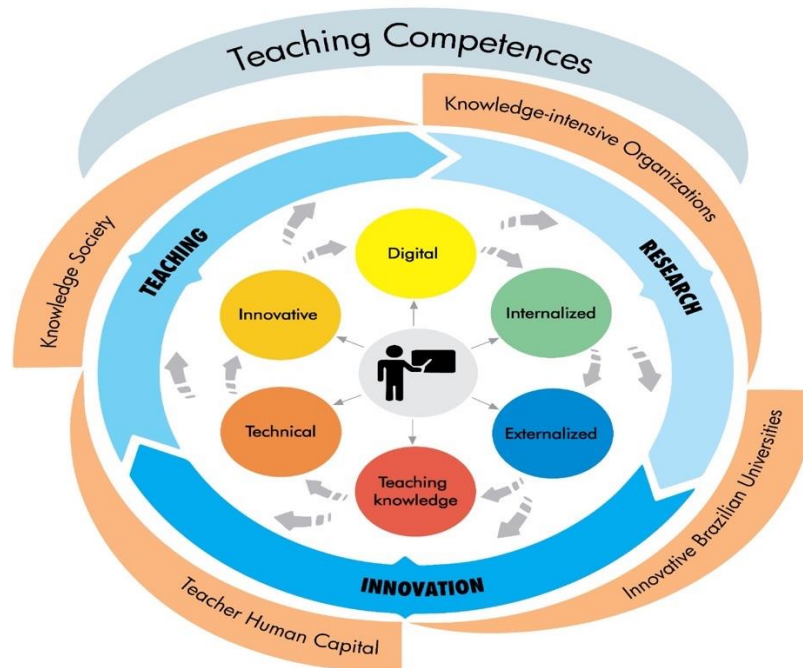 Teaching Competences
Knowledge-intensive Organizations
Knowledge Society
TEACHING
RESEARCH
Digital
Innovative
Internalized
Technical
Externalized
Teaching
knowledge
INNOVATION
Teacher Human Capital
Innovative Brazilian Universities